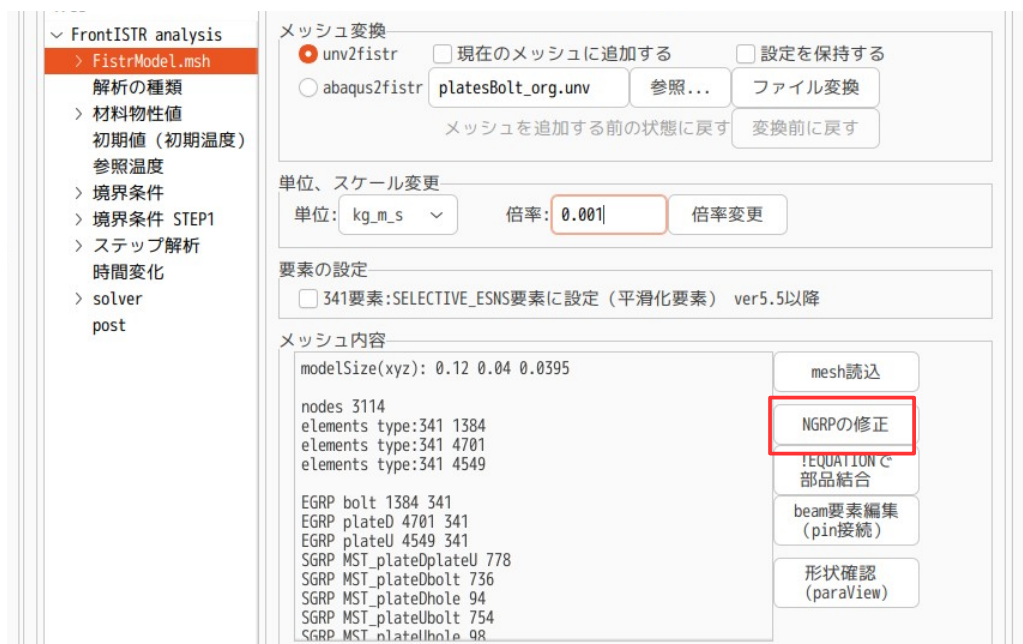 FrontISTR analysis
FistrModel.msh
解析の種類
材料物性値
初期値（初期温度）
参照温度
境界条件
境界条件 STEP1
ステップ解析
時間変化
solver
post
メッシュ変換
unv2fistr 現在のメッシュに追加する 設定を保持する
abaqus2fistr platesBolt_org.unv 参照... ファイル変換
メッシュを追加する前の状態に戻す 変換前に戻す
単位、スケール変更
単位: kg_m_s 倍率: 0.001 倍率変更
要素の設定
341要素:SELECTIVE_ESNS要素に設定（平滑化要素） ver5.5以降
メッシュ内容
modelSize(xyz): 0.12 0.04 0.0395
nodes 3114
elements type:341 1384
elements type:341 4701
elements type:341 4549
EGRP bolt 1384 341
EGRP plateD 4701 341
EGRP plateU 4549 341
SGRP MST_plateDplateU 778
SGRP MST_plateDbolt 736
SGRP MST_plateDhole 94
SGRP MST_plateUbolt 754
SGRP MST_plateUhole 98
mesh読込
NGRPの修正
!EQUATIONで
部品結合
beam要素編集
(pin接続)
形状確認
(paraView)